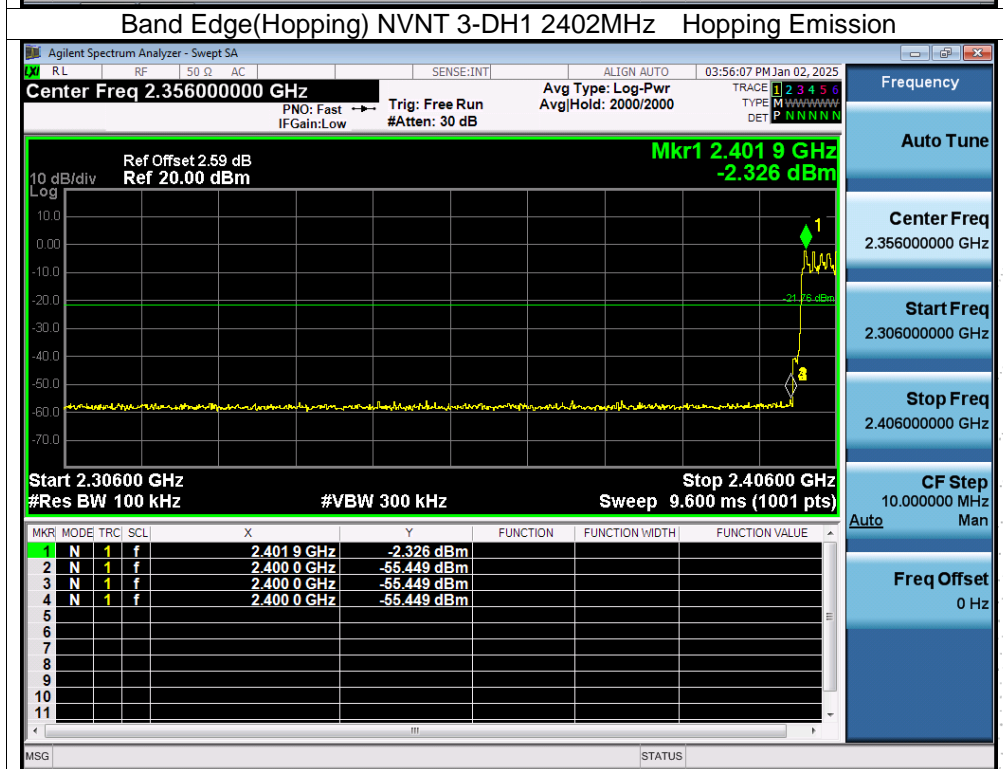 Band Edge(Hopping) NVNT 3-DH1 2402MHz Hopping Emission
Agilent Spectrum Analyzer - Swept SA
LXI RL RF 50 Ω AC SENSE:INT ALIGN AUTO 03:56:07 PM Jan 02, 2025
Center Freq 2.356000000 GHz
PNO: Fast
IFGain:Low
Trig: Free Run
#Atten: 30 dB
Avg Type: Log-Pwr
Avg|Hold: 2000/2000
TRACE 1 2 3 4 5 6
TYPE M WWWWW
DET P N N N N N
Mkr1 2.401 9 GHz
-2.326 dBm
Ref Offset 2.59 dB
10 dB/div Ref 20.00 dBm
Log
10.0
0.00
-10.0
-20.0
-30.0
-40.0
-50.0
-60.0
-70.0
1
-21.76 dBm
Start 2.30600 GHz Stop 2.40600 GHz
#Res BW 100 kHz #VBW 300 kHz Sweep 9.600 ms (1001 pts)
MKR MODE TRC SCL X Y FUNCTION FUNCTION WIDTH FUNCTION VALUE
1 N 1 f 2.401 9 GHz -2.326 dBm
2 N 1 f 2.400 0 GHz -55.449 dBm
3 N 1 f 2.400 0 GHz -55.449 dBm
4 N 1 f 2.400 0 GHz -55.449 dBm
5
6
7
8
9
10
11
MSG STATUS
Frequency
Auto Tune
Center Freq
2.356000000 GHz
Start Freq
2.306000000 GHz
Stop Freq
2.406000000 GHz
CF Step
10.000000 MHz
Auto Man
Freq Offset
0 Hz